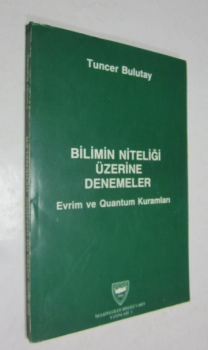 Tuncer Bulutay
BİLİMİN NİTELİĞİ
ÜZERİNE
DENEMELER
Evrim ve Quantum Kuramları